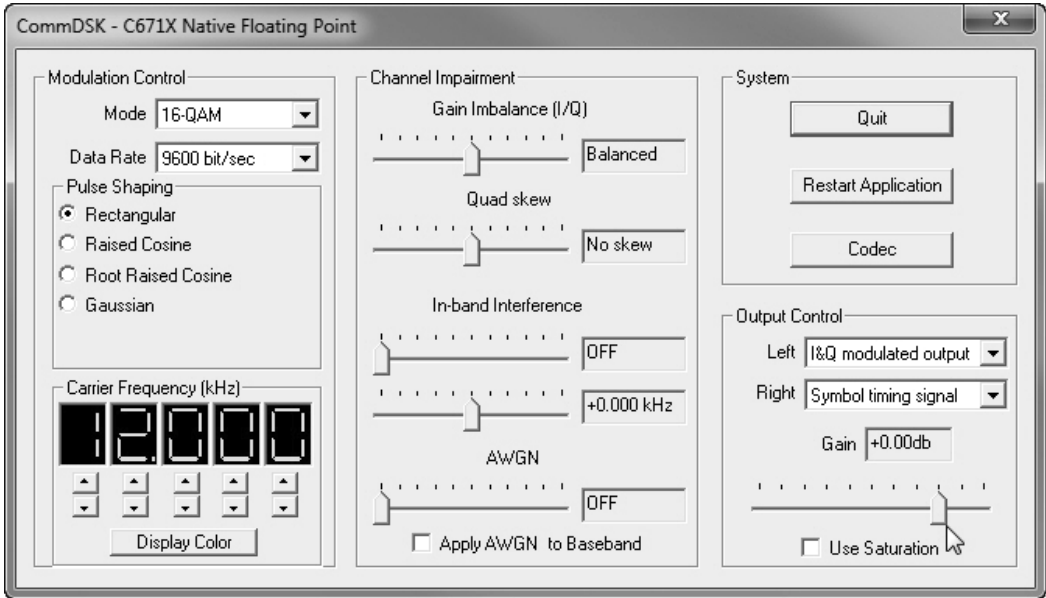 CommDSK - C671X Native Floating Point
x
Modulation Control
Mode 16-QAM
Data Rate 9600 bit/sec
Pulse Shaping
Rectangular
Raised Cosine
Root Raised Cosine
Gaussian
Carrier Frequency (kHz)
12.000
Display Color
Channel Impairment
Gain Imbalance (I/Q)
Balanced
Quad skew
No skew
In-band Interference
OFF
+0.000 kHz
AWGN
OFF
Apply AWGN to Baseband
System
Quit
Restart Application
Codec
Output Control
Left I&Q modulated output
Right Symbol timing signal
Gain +0.00db
Use Saturation